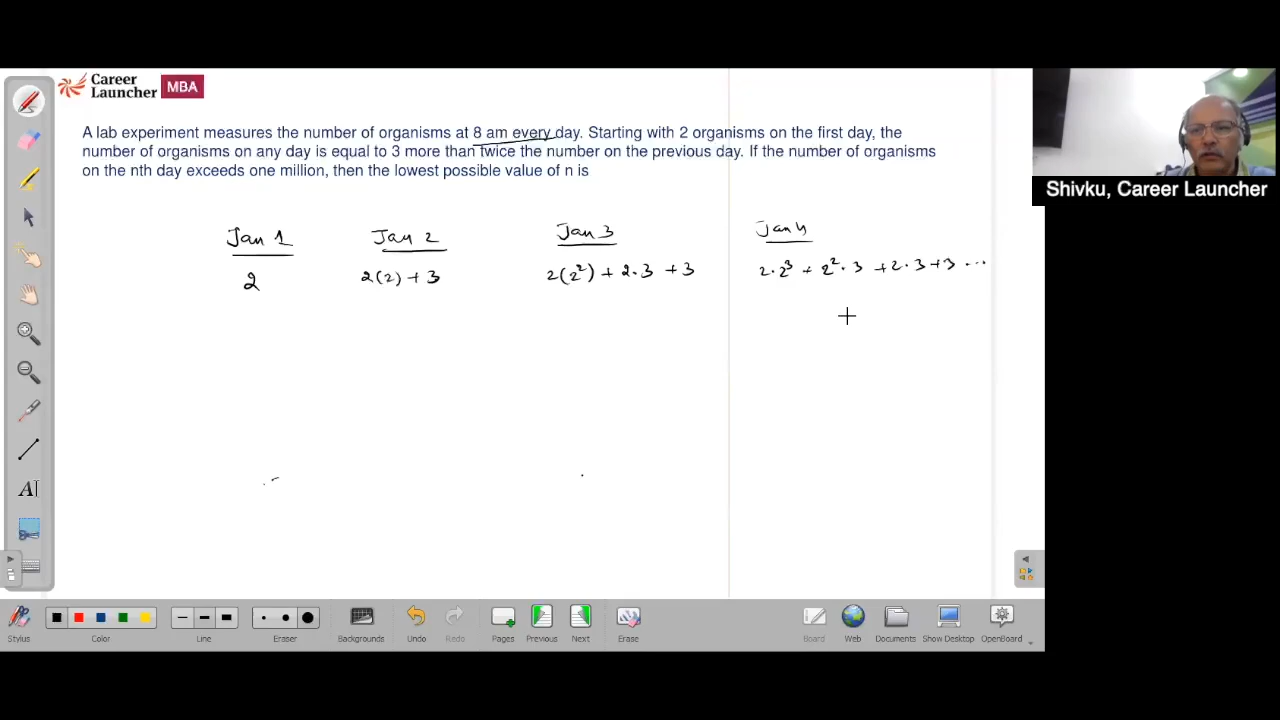 Career
Launcher MBA
A lab experiment measures the number of organisms at 8 am every day. Starting with 2 organisms on the first day, the
number of organisms on any day is equal to 3 more than twice the number on the previous day. If the number of organisms
on the nth day exceeds one million, then the lowest possible value of n is
Shivku, Career Launcher
Jan 1 Jan 2 Jan 3 Jan 4
2 2(2) + 3 2(2²) + 2.3 + 3 2.2³ + 2².3 + 2.3 + 3 ...
A
Stylus Color Line Eraser Backgrounds Undo Redo Pages Previous Next Erase Board Web Documents Show Desktop OpenBoard